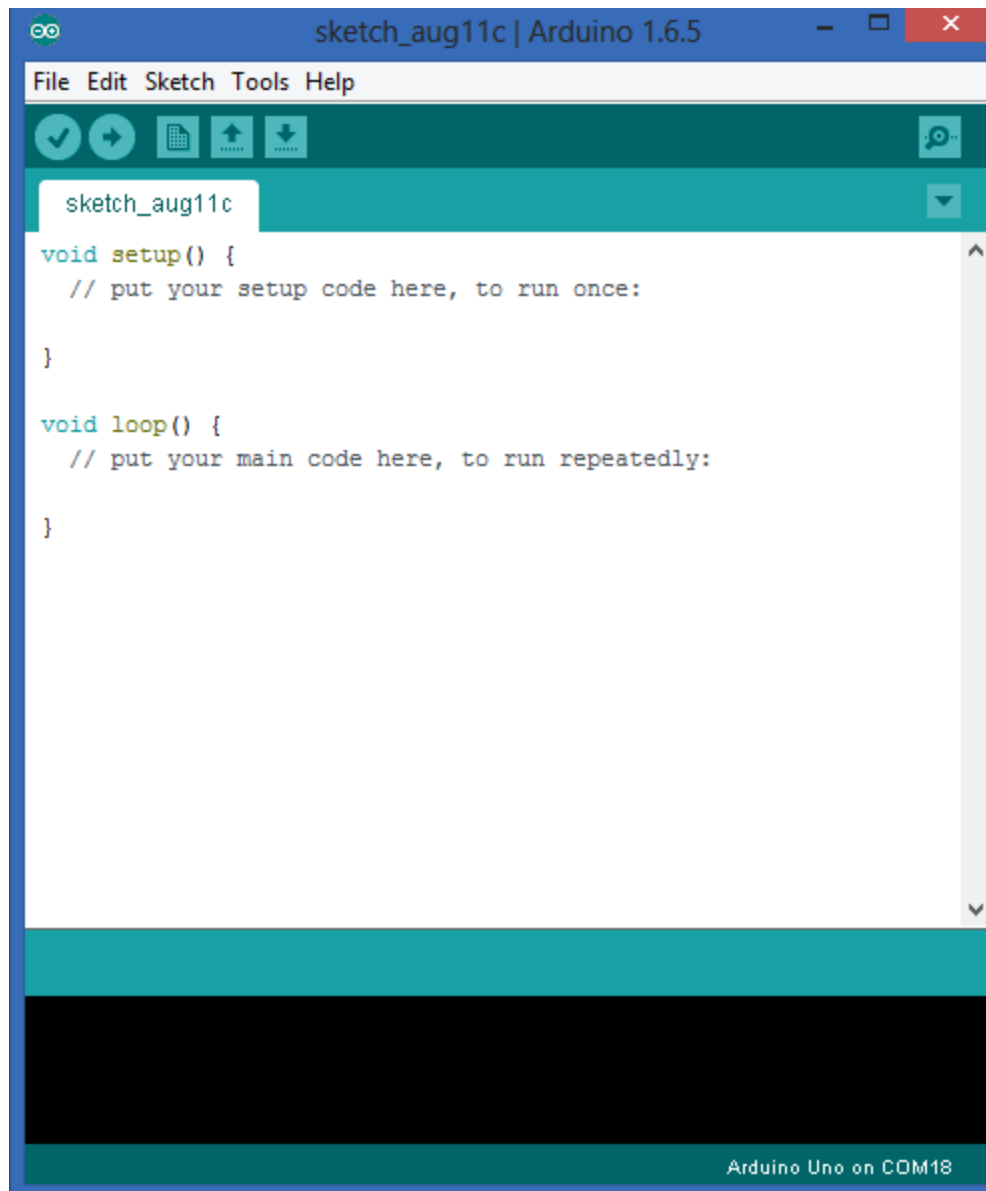 sketch_aug11c | Arduino 1.6.5
File Edit Sketch Tools Help
sketch_aug11c
void setup() {
  // put your setup code here, to run once:
}
void loop() {
  // put your main code here, to run repeatedly:
}
Arduino Uno on COM18